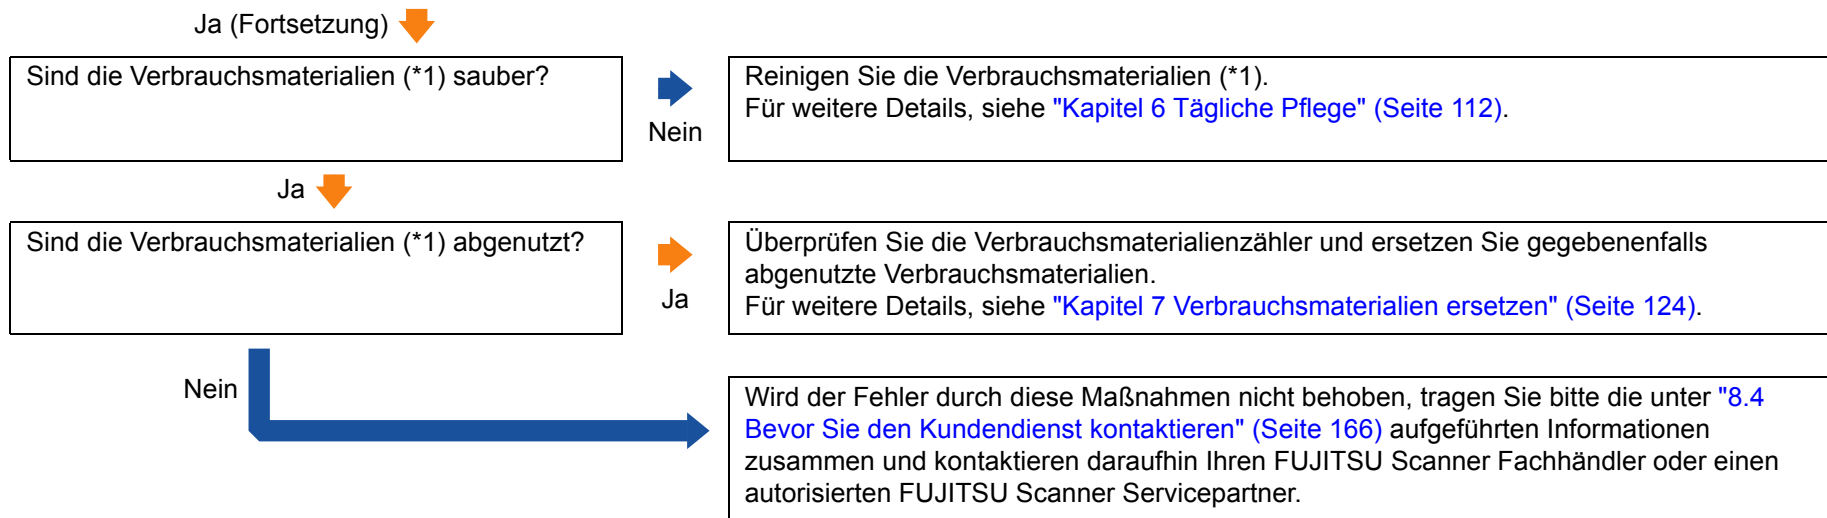 Ja (Fortsetzung)
Sind die Verbrauchsmaterialien (*1) sauber?
Nein
Reinigen Sie die Verbrauchsmaterialien (*1).
Für weitere Details, siehe "Kapitel 6 Tägliche Pflege" (Seite 112).
Ja
Sind die Verbrauchsmaterialien (*1) abgenutzt?
Ja
Überprüfen Sie die Verbrauchsmaterialienzähler und ersetzen Sie gegebenenfalls
abgenutzte Verbrauchsmaterialien.
Für weitere Details, siehe "Kapitel 7 Verbrauchsmaterialien ersetzen" (Seite 124).
Nein
Wird der Fehler durch diese Maßnahmen nicht behoben, tragen Sie bitte die unter "8.4
Bevor Sie den Kundendienst kontaktieren" (Seite 166) aufgeführten Informationen
zusammen und kontaktieren daraufhin Ihren FUJITSU Scanner Fachhändler oder einen
autorisierten FUJITSU Scanner Servicepartner.